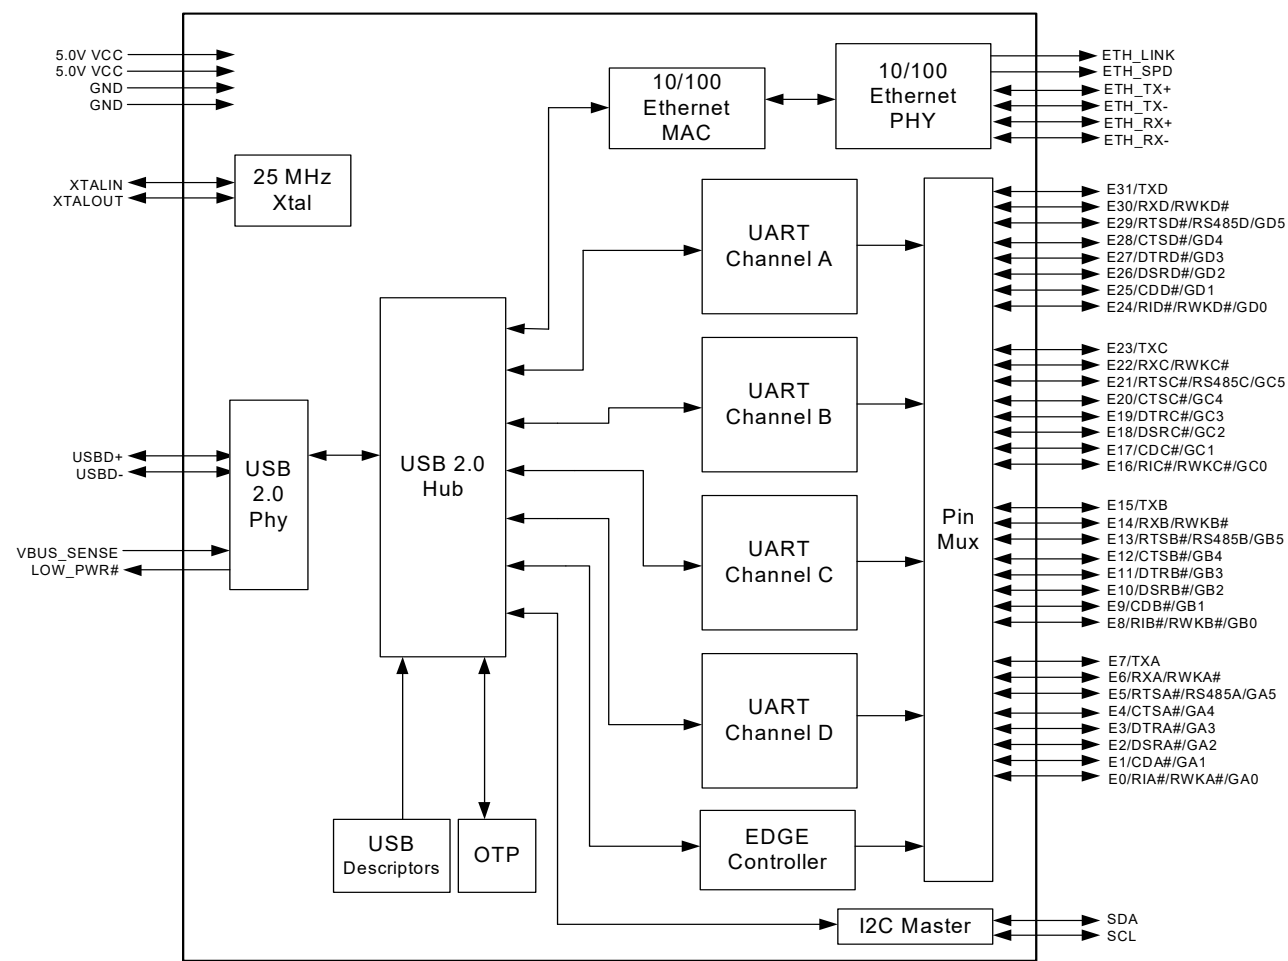 5.0V VCC
5.0V VCC
GND
GND
XTALIN
XTALOUT
25 MHz
Xtal
USBD+
USBD-
VBUS_SENSE
LOW_PWR#
USB
2.0
Phy
USB 2.0
Hub
USB
Descriptors
OTP
10/100
Ethernet
MAC
10/100
Ethernet
PHY
UART
Channel A
UART
Channel B
UART
Channel C
UART
Channel D
EDGE
Controller
I2C Master
Pin
Mux
ETH_LINK
ETH_SPD
ETH_TX+
ETH_TX-
ETH_RX+
ETH_RX-
E31/TXD
E30/RXD/RWKD#
E29/RTSD#/RS485D/GD5
E28/CTSD#/GD4
E27/DTRD#/GD3
E26/DSRD#/GD2
E25/CDD#/GD1
E24/RID#/RWKD#/GD0
E23/TXC
E22/RXC/RWKC#
E21/RTSC#/RS485C/GC5
E20/CTSC#/GC4
E19/DTRC#/GC3
E18/DSRC#/GC2
E17/CDC#/GC1
E16/RIC#/RWKC#/GC0
E15/TXB
E14/RXB/RWKB#
E13/RTSB#/RS485B/GB5
E12/CTSB#/GB4
E11/DTRB#/GB3
E10/DSRB#/GB2
E9/CDB#/GB1
E8/RIB#/RWKB#/GB0
E7/TXA
E6/RXA/RWKA#
E5/RTSA#/RS485A/GA5
E4/CTSA#/GA4
E3/DTRA#/GA3
E2/DSRA#/GA2
E1/CDA#/GA1
E0/RIA#/RWKA#/GA0
SDA
SCL